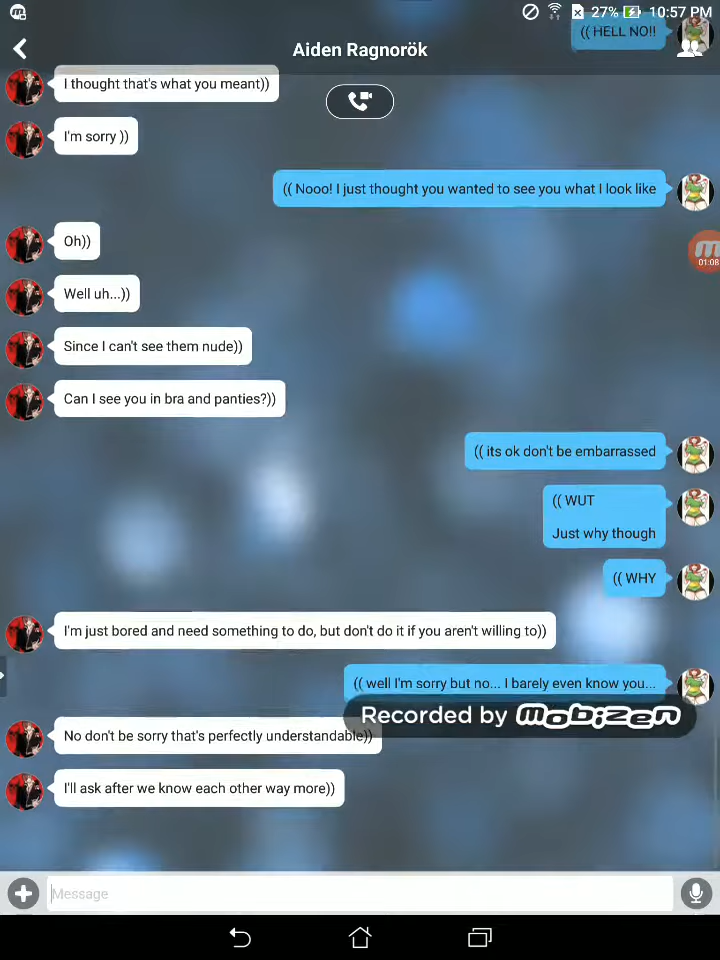 27% 10:57 PM
(( HELL NO!!
Aiden Ragnorök
I thought that's what you meant))
I'm sorry ))
(( Nooo! I just thought you wanted to see you what I look like
Oh))
01:08
Well uh...))
Since I can't see them nude))
Can I see you in bra and panties?))
(( its ok don't be embarrassed
(( WUT
Just why though
(( WHY
I'm just bored and need something to do, but don't do it if you aren't willing to))
(( well I'm sorry but no... I barely even know you...
Recorded by mobizen
No don't be sorry that's perfectly understandable))
I'll ask after we know each other way more))
Message